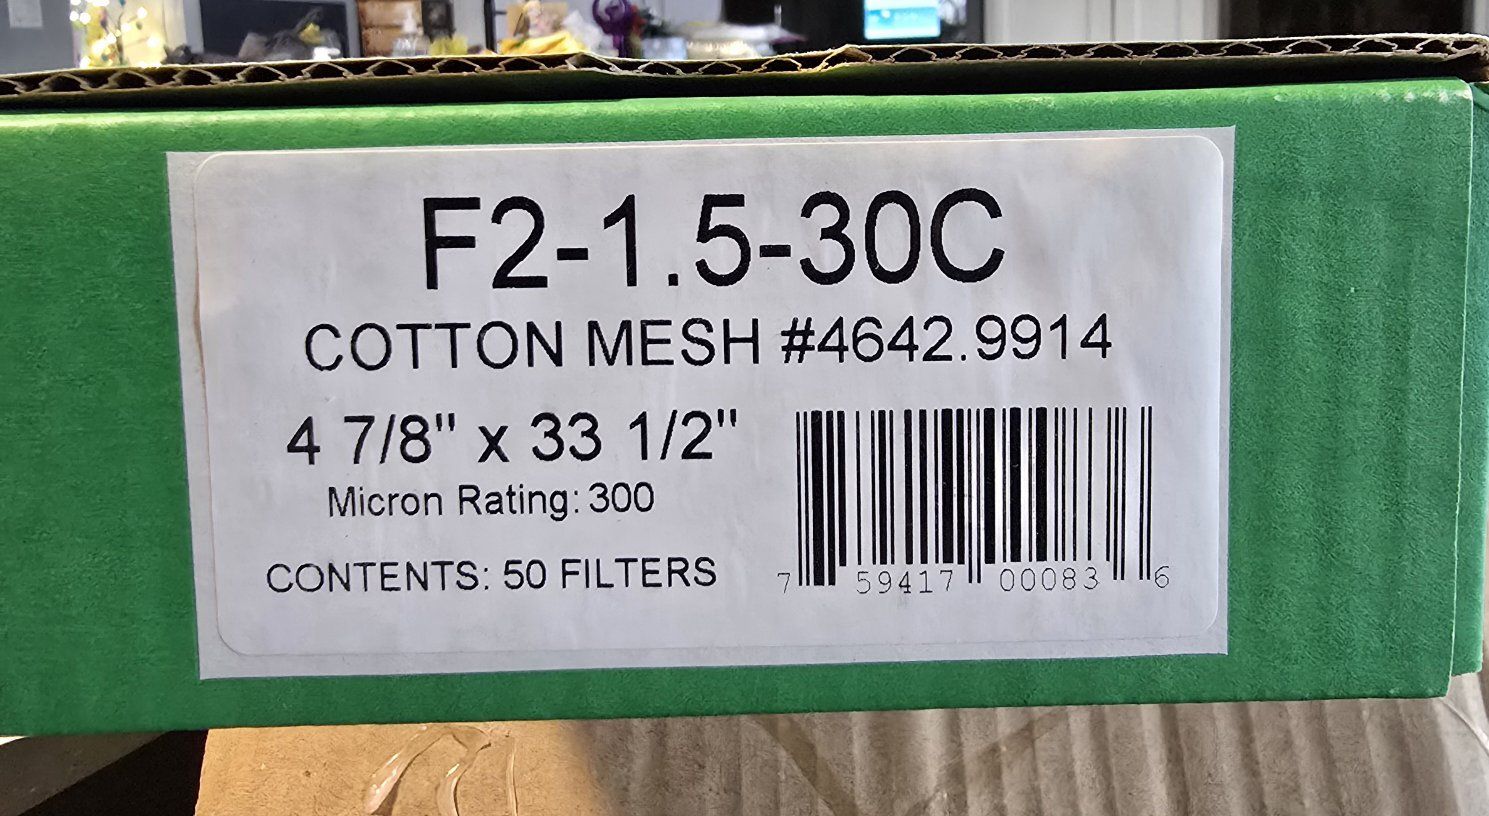 F2-1.5-30C
COTTON MESH #4642.9914
4 7/8" x 33 1/2"
Micron Rating: 300
CONTENTS: 50 FILTERS
7 59417 00083 6